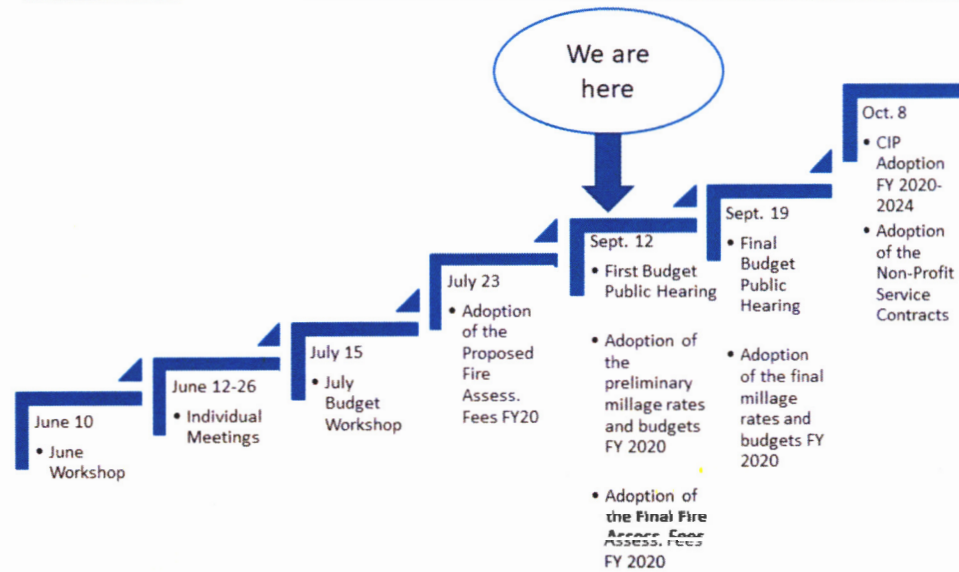 We are
here
June 10
• June
Workshop
June 12-26
• Individual
Meetings
July 15
• July
Budget
Workshop
July 23
• Adoption
of the
Proposed
Fire
Assess.
Fees FY20
Sept. 12
• First Budget
Public Hearing
• Adoption of
the
preliminary
millage rates
and budgets
FY 2020
• Adoption of
the Final Fire
Assess. Fees
FY 2020
Sept. 19
• Final
Budget
Public
Hearing
• Adoption
of the final
millage
rates and
budgets FY
2020
Oct. 8
• CIP
Adoption
FY 2020-
2024
• Adoption
of the
Non-Profit
Service
Contracts